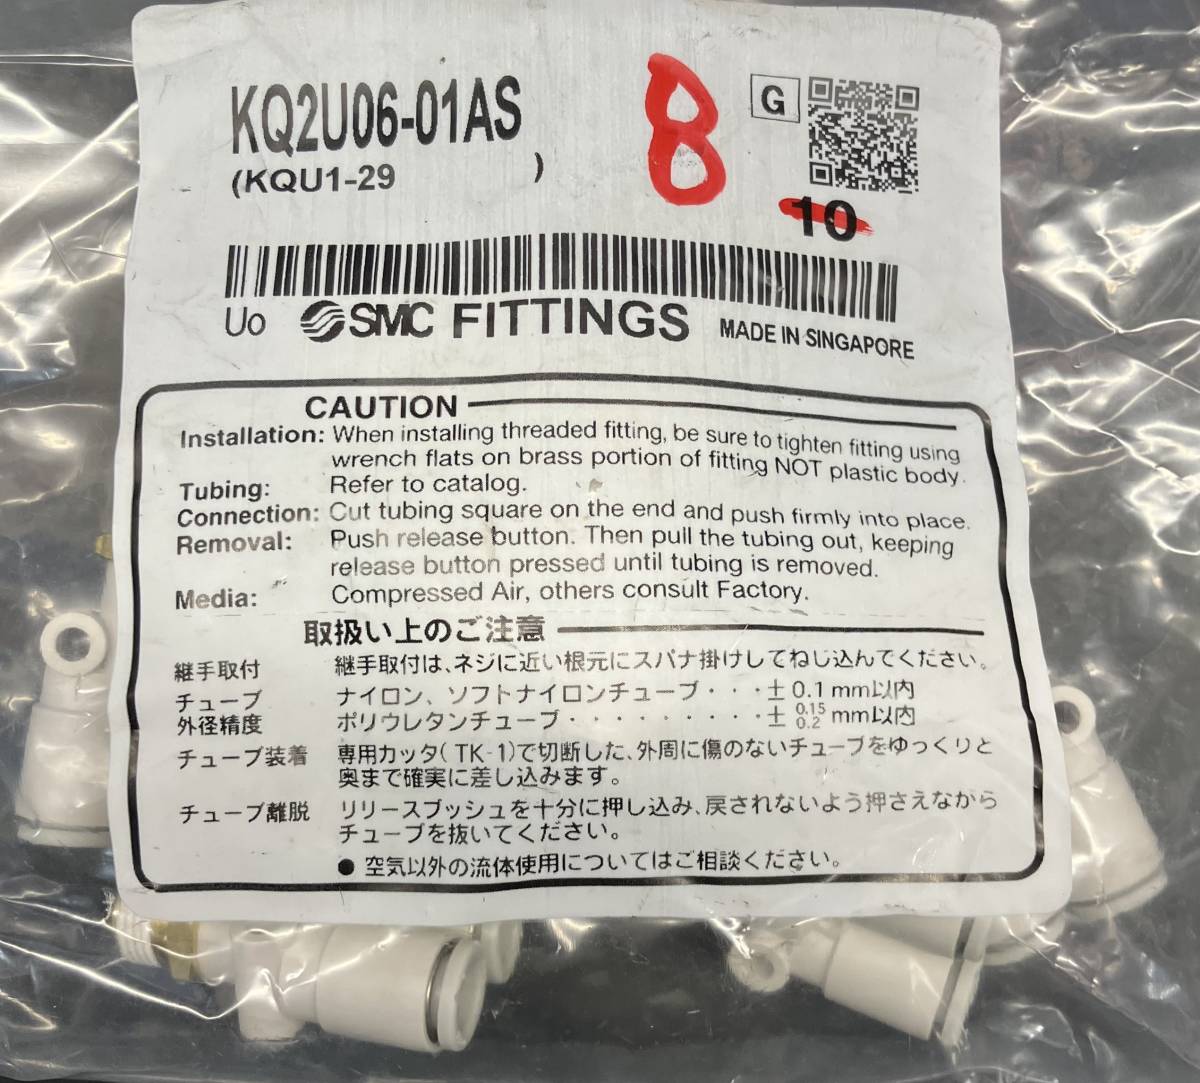 KQ2U06-01AS
(KQU1-29 )
8
G
10
Uo SMC FITTINGS MADE IN SINGAPORE
CAUTION
Installation: When installing threaded fitting, be sure to tighten fitting using
wrench flats on brass portion of fitting NOT plastic body.
Tubing: Refer to catalog.
Connection: Cut tubing square on the end and push firmly into place.
Removal: Push release button. Then pull the tubing out, keeping
release button pressed until tubing is removed.
Media: Compressed Air, others consult Factory.
取扱い上のご注意
継手取付 継手取付は、ネジに近い根元にスパナ掛けしてねじ込んでください。
チューブ ナイロン、ソフトナイロンチューブ・・・± 0.1 mm以内
外径精度 ポリウレタンチューブ・・・・・・・・・± 0.15 0.2 mm以内
チューブ装着 専用カッタ(TK-1)で切断した、外周に傷のないチューブをゆっくりと
奥まで確実に差し込みます。
チューブ離脱 リリースブッシュを十分に押し込み、戻されないよう押さえながら
チューブを抜いてください。
●空気以外の流体使用についてはご相談ください。